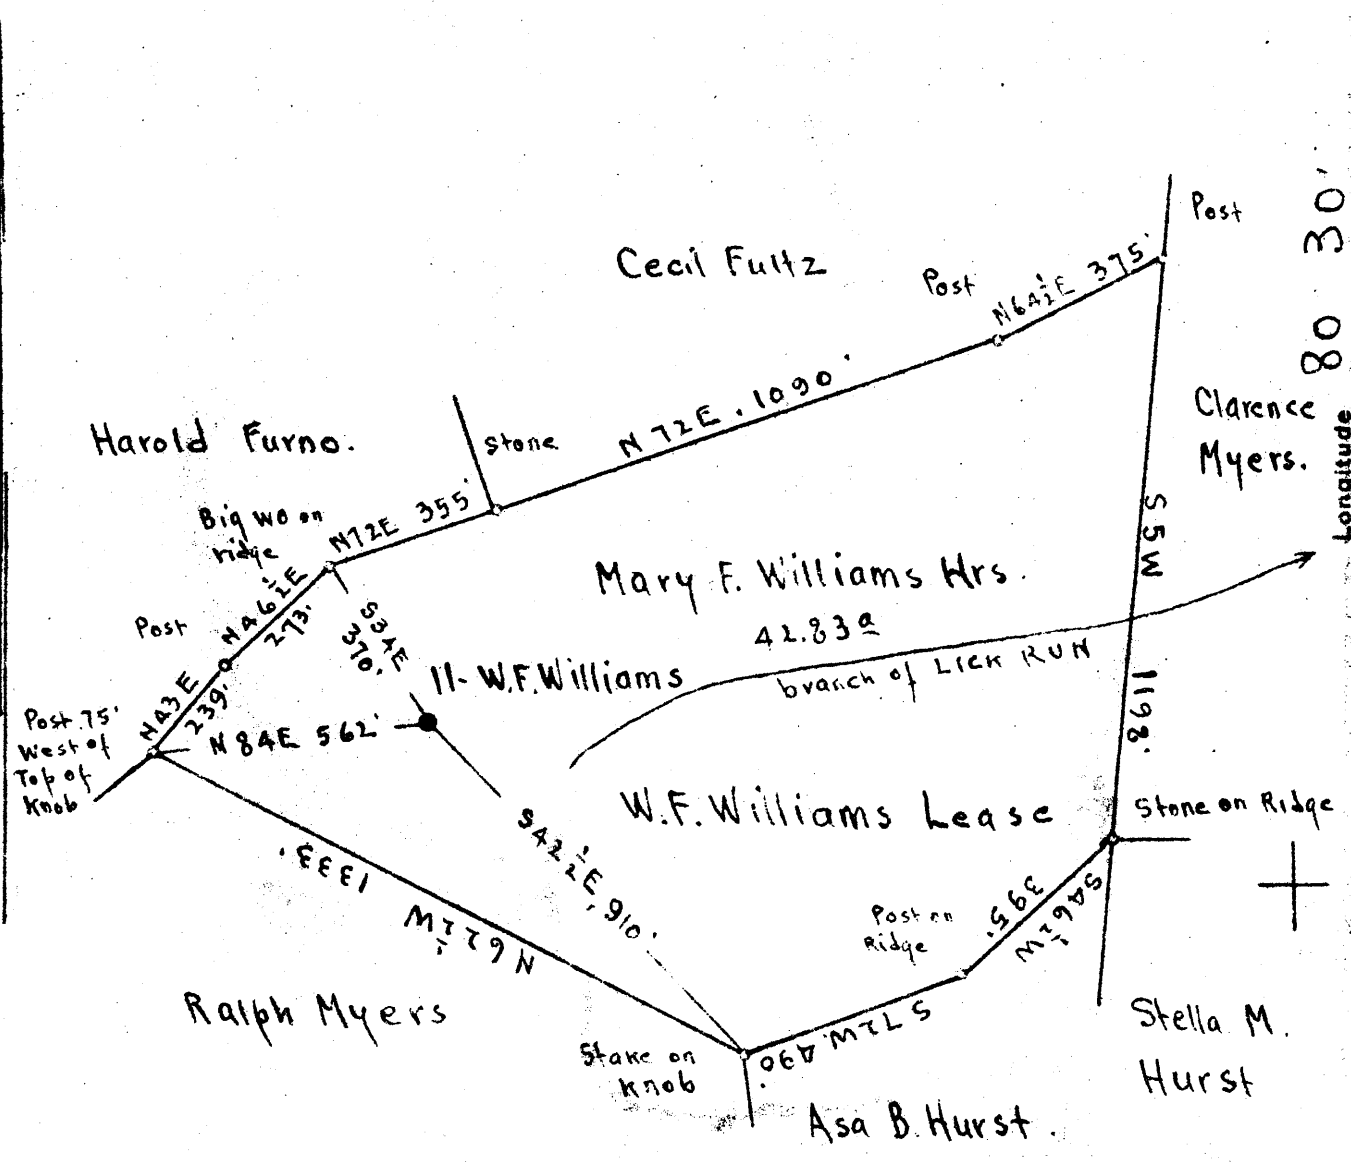 Post
80 30'
Longitude
Cecil Fultz
Post
N64½E 375'
Clarence
Myers.
N72E. 1090'
Harold Furno.
Stone
N72E 355'
Big WO on
ridge
S5W
1198'
Mary F. Williams Hrs.
42.83a
N46½E
273'
Post
S34E
370'
11-W.F.Williams
branch of LICK RUN
N43E
239'
Post 75'
West of
Top of
Knob
N84E 562'
W.F. Williams Lease
Stone on Ridge
S42½E, 910'
1333'
N62½W
S46½W
395'
Post on
Ridge
Ralph Myers
S72W. 490'
Stella M.
Hurst
Stake on
Knob
Asa B. Hurst.